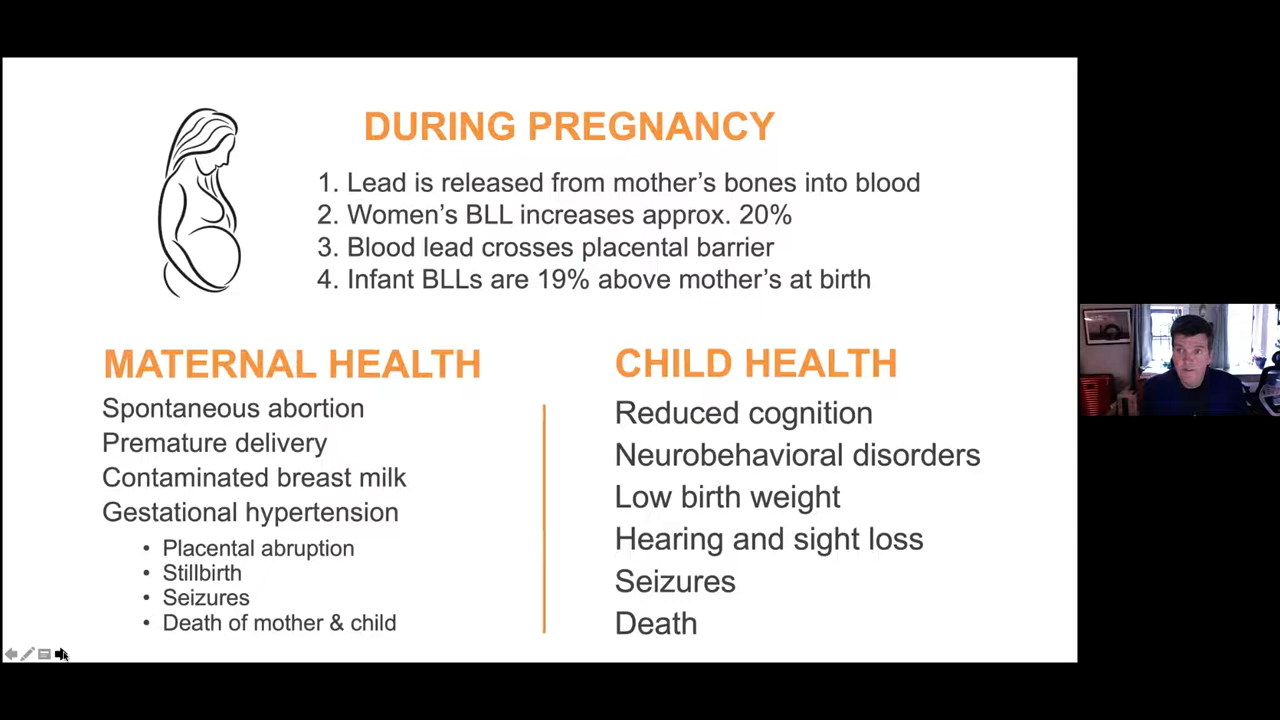 DURING PREGNANCY
1. Lead is released from mother’s bones into blood
2. Women’s BLL increases approx. 20%
3. Blood lead crosses placental barrier
4. Infant BLLs are 19% above mother’s at birth
MATERNAL HEALTH
Spontaneous abortion
Premature delivery
Contaminated breast milk
Gestational hypertension
• Placental abruption
• Stillbirth
• Seizures
• Death of mother & child
CHILD HEALTH
Reduced cognition
Neurobehavioral disorders
Low birth weight
Hearing and sight loss
Seizures
Death